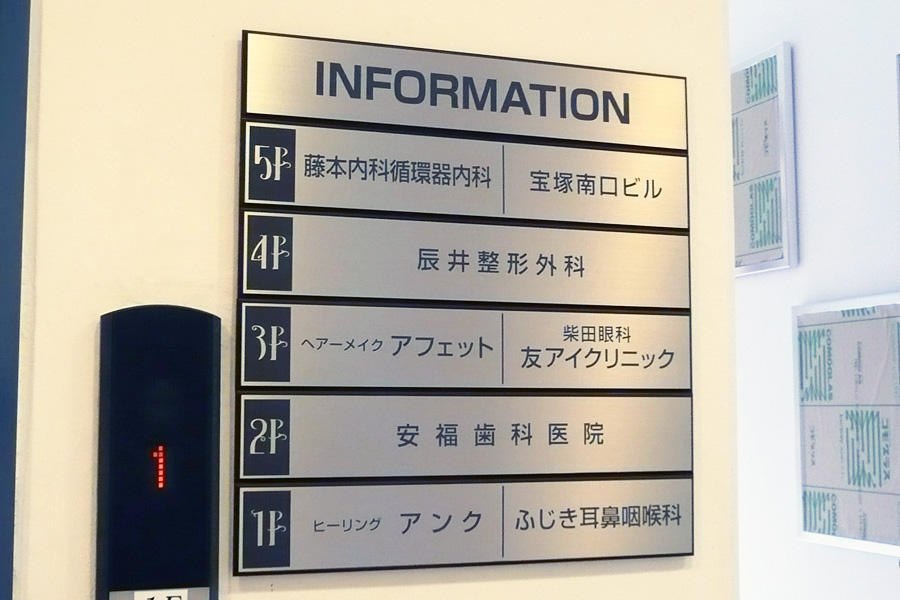 INFORMATION
5F 藤本内科循環器内科 宝塚南口ビル
4F 辰井整形外科
3F ヘアーメイク アフェット 柴田眼科
友アイクリニック
2F 安福歯科医院
1F ヒーリング アンク ふじき耳鼻咽喉科
1